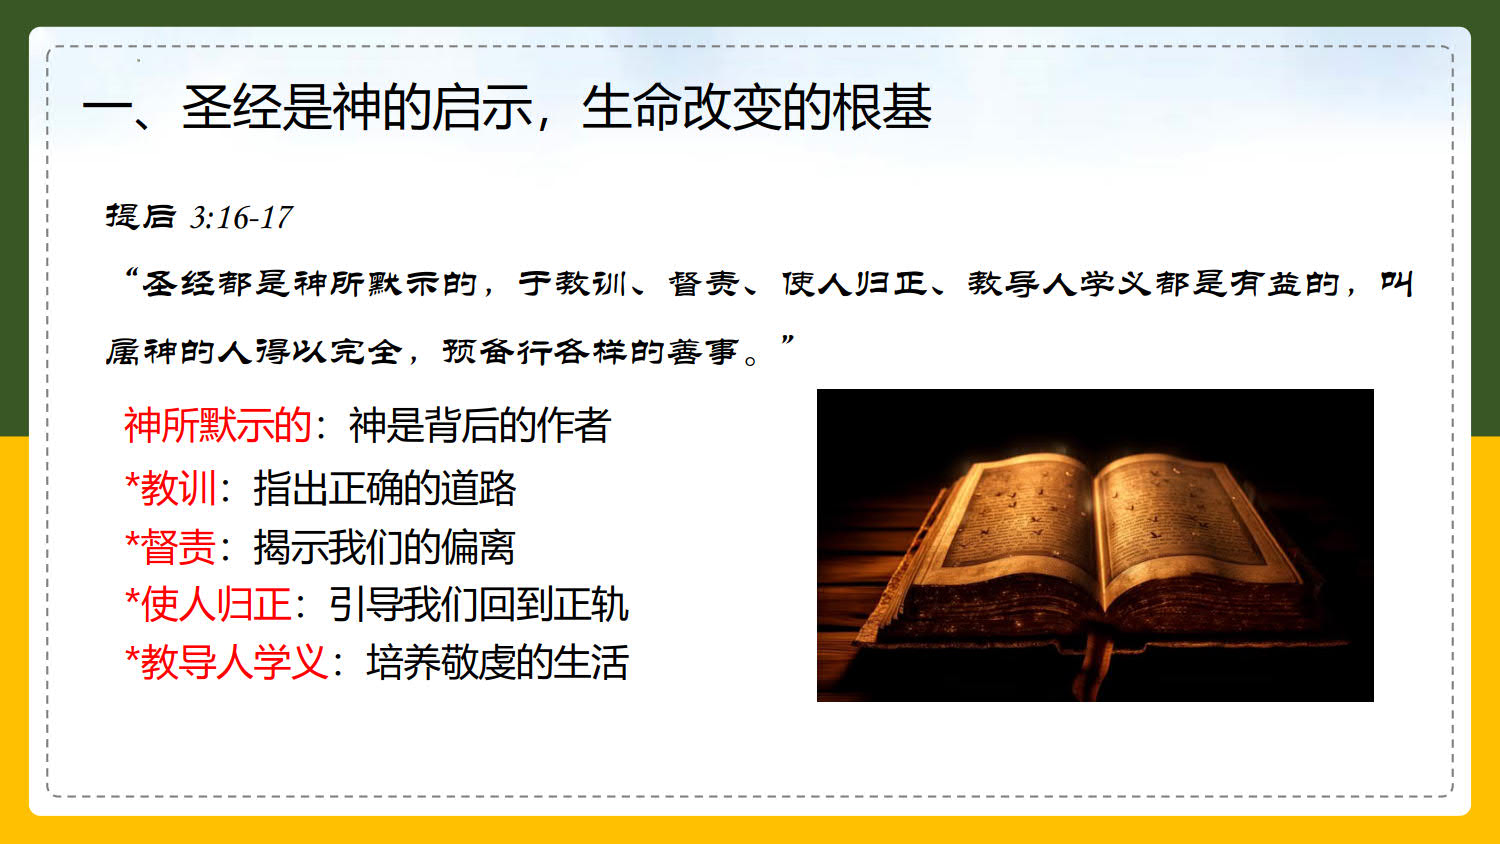 一、圣经是神的启示，生命改变的根基
提后 3:16-17
“圣经都是神所默示的，于教训、督责、使人归正、教导人学义都是有益的，叫
属神的人得以完全，预备行各样的善事。”
神所默示的：神是背后的作者
*教训：指出正确的道路
*督责：揭示我们的偏离
*使人归正：引导我们回到正轨
*教导人学义：培养敬虔的生活